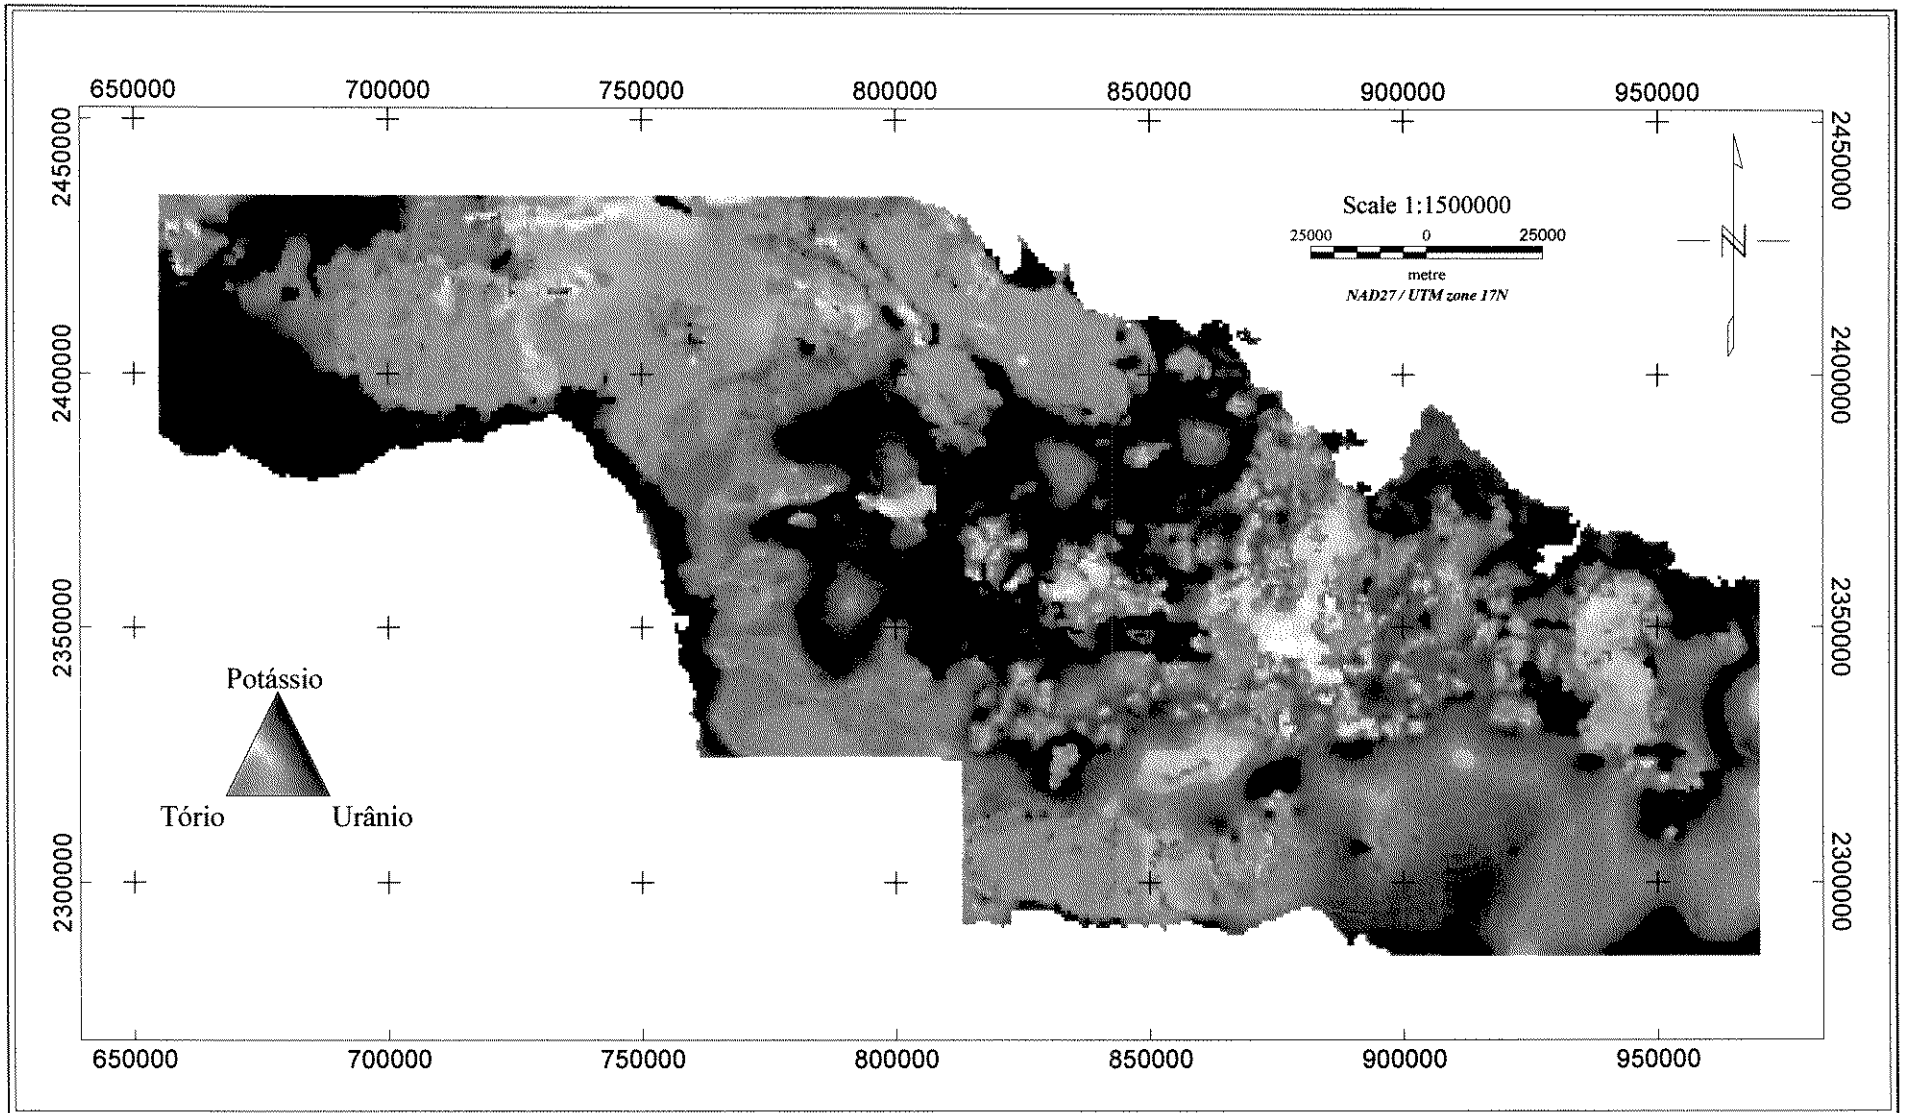 650000 700000 750000 800000 850000 900000 950000
2450000 2450000
Scale 1:1500000
25000 0 25000
metre
NAD27 / UTM zone 17N
N
2400000 2400000
2350000 2350000
Potássio
Tório Urânio
2300000 2300000
650000 700000 750000 800000 850000 900000 950000